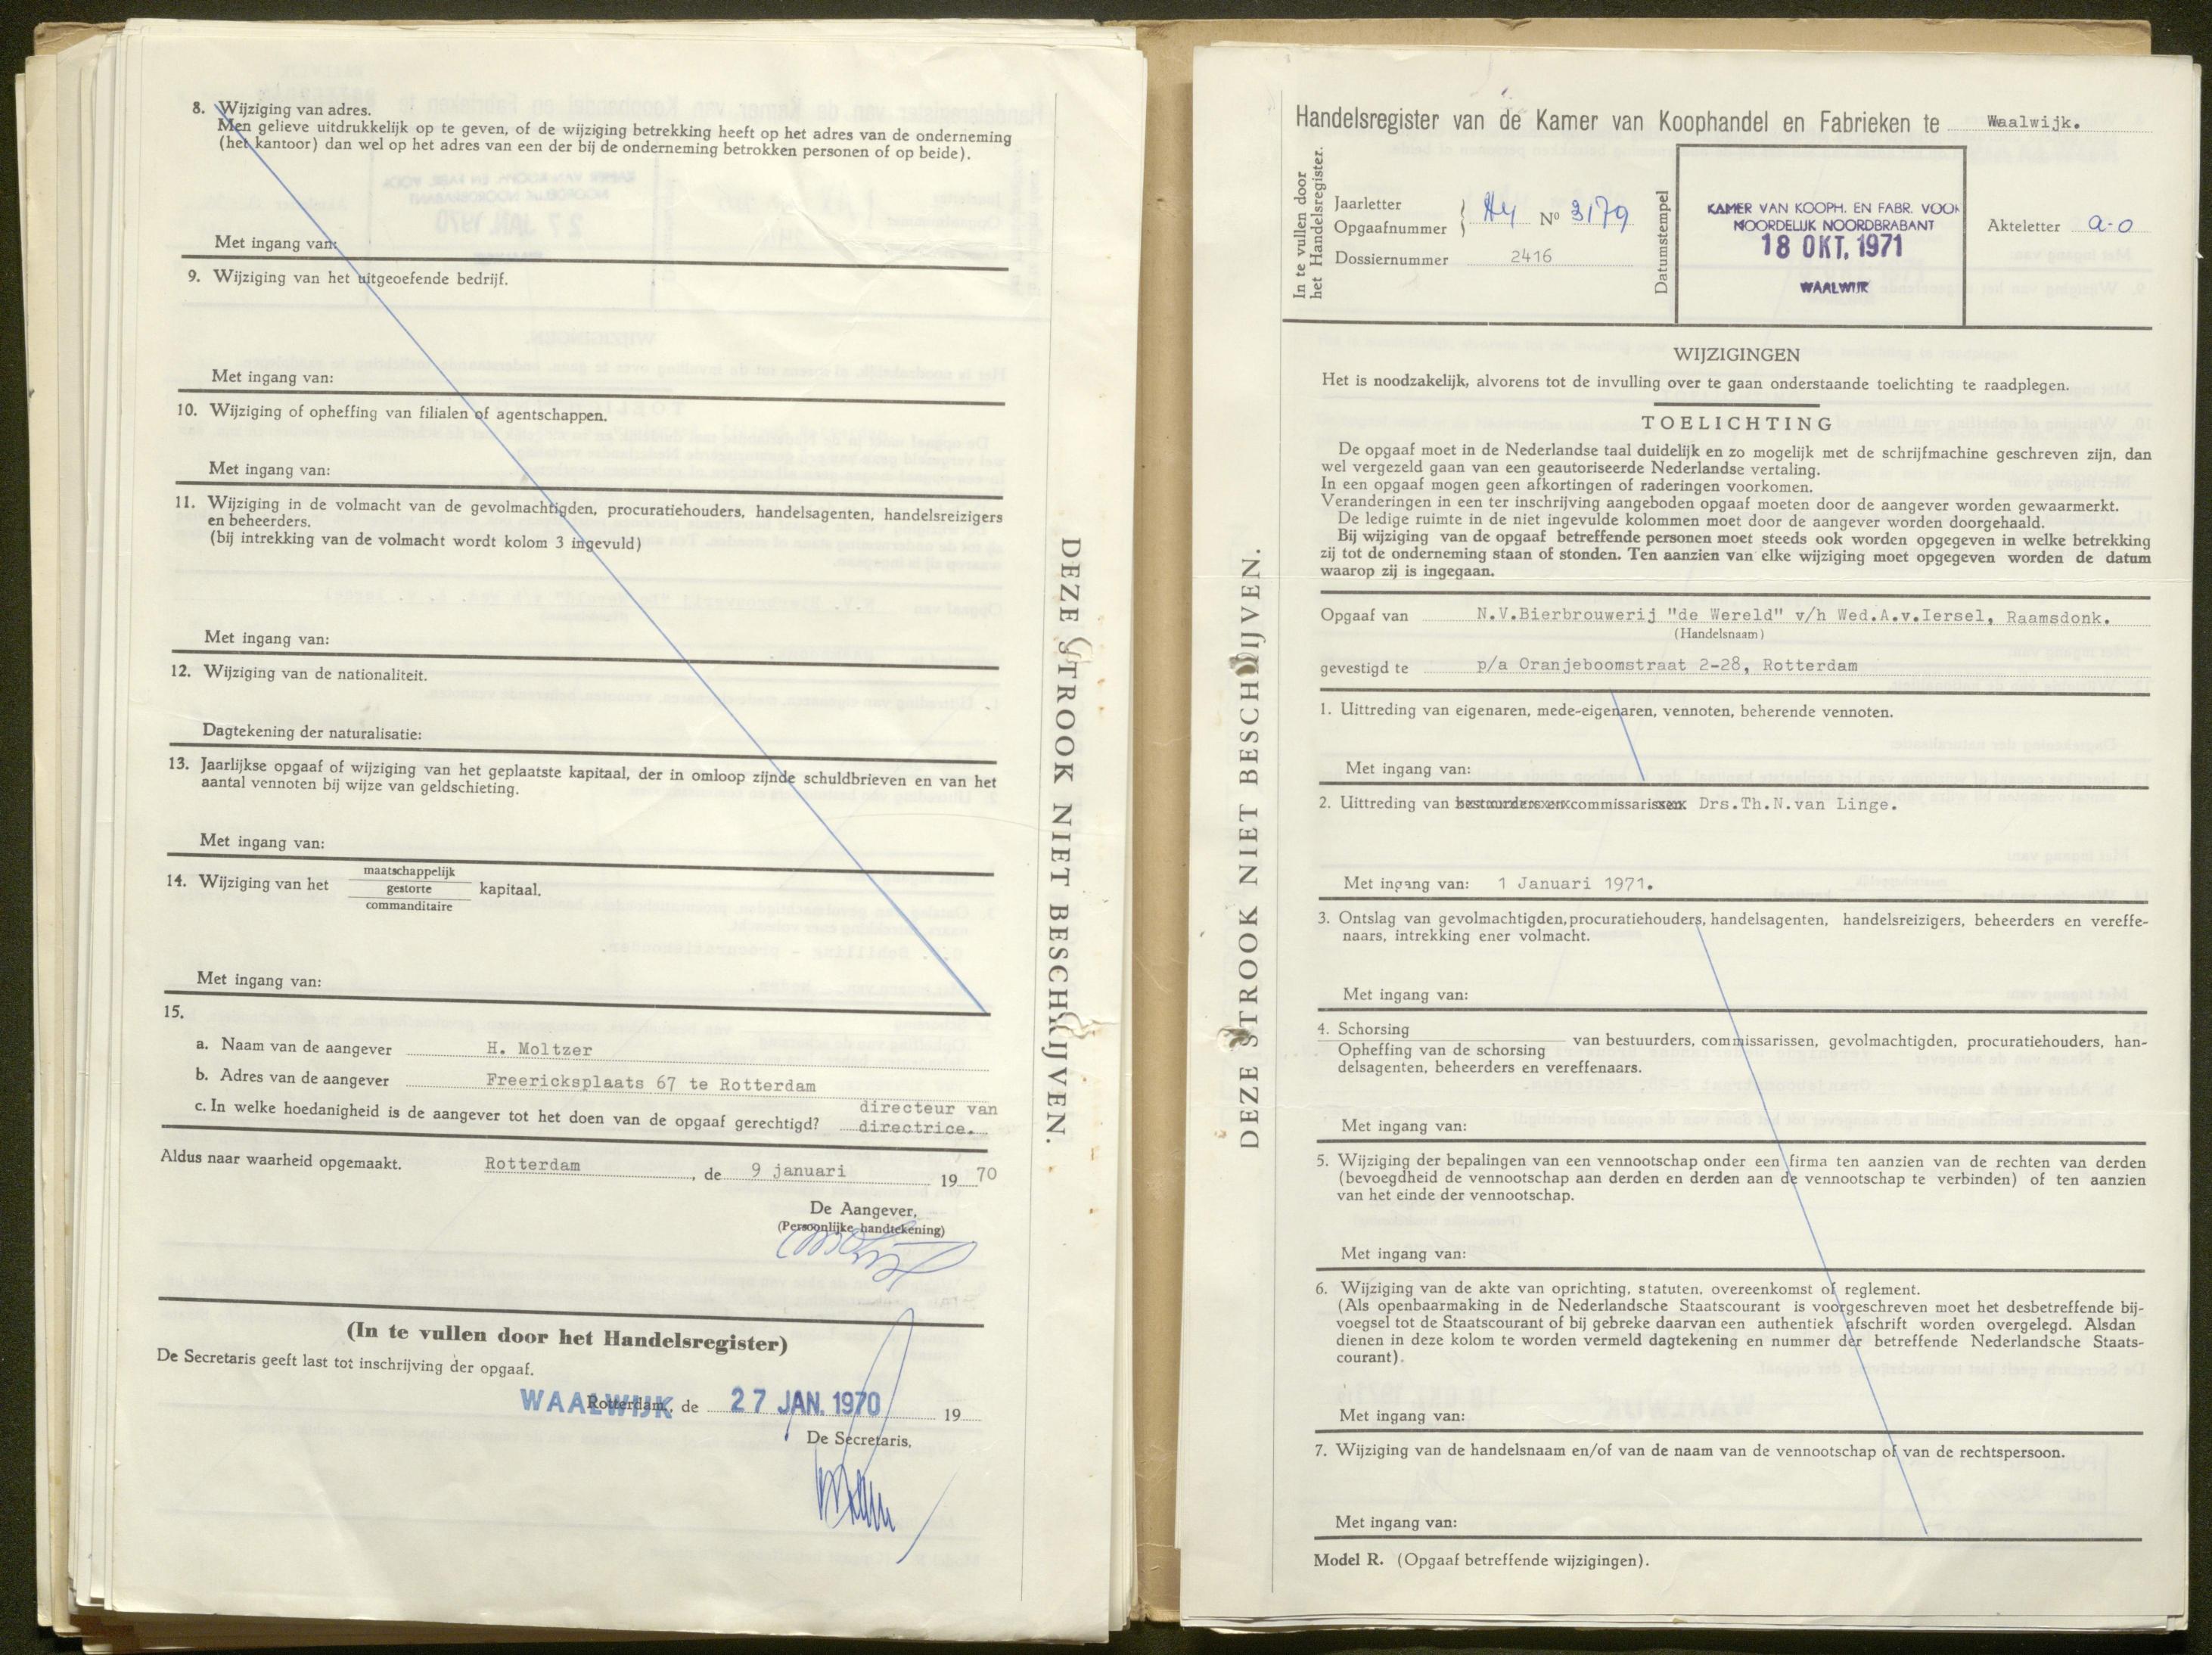 8. Wijziging van adres.
Men gelieve uitdrukkelijk op te geven, of de wijziging betrekking heeft op het adres van de onderneming
(het kantoor) dan wel op het adres van een der bij de onderneming betrokken personen of op beide).
Met ingang van:
9. Wijziging van het uitgeoefende bedrijf.
Met ingang van:
10. Wijziging of opheffing van filialen of agentschappen.
Met ingang van:
11. Wijziging in de volmacht van de gevolmachtigden, procuratiehouders, handelsagenten, handelsreizigers
en beheerders.
(bij intrekking van de volmacht wordt kolom 3 ingevuld)
Met ingang van:
12. Wijziging van de nationaliteit.
Dagtekening der naturalisatie:
13. Jaarlijkse opgaaf of wijziging van het geplaatste kapitaal, der in omloop zijnde schuldbrieven en van het
aantal vennoten bij wijze van geldschieting.
Met ingang van:
14. Wijziging van het maatschappelijk
gestorte
commanditaire
kapitaal.
Met ingang van:
15.
a. Naam van de aangever H. Moltzer
b. Adres van de aangever Freericksplaats 67 te Rotterdam
c. In welke hoedanigheid is de aangever tot het doen van de opgaaf gerechtigd? directeur van
directrice.
Aldus naar waarheid opgemaakt. Rotterdam, de 9 januari 1970
De Aangever,
(Persoonlijke handtekening)
(In te vullen door het Handelsregister)
De Secretaris geeft last tot inschrijving der opgaaf.
WAALWIJK Rotterdam, de 27 JAN. 1970 19
De Secretaris,
DEZE STROOK NIET BESCHRIJVEN.
DEZE STROOK NIET BESCHRIJVEN.
Handelsregister van de Kamer van Koophandel en Fabrieken te Waalwijk.
In te vullen door
het Handelsregister.
Jaarletter
Opgaafnummer
Hy No 3179
Dossiernummer 2416
Datumstempel
KAMER VAN KOOPH. EN FABR. VOOR
NOORDELIJK NOORDBRABANT
18 OKT. 1971
WAALWIJK
Akteletter a-o
WIJZIGINGEN
Het is noodzakelijk, alvorens tot de invulling over te gaan onderstaande toelichting te raadplegen.
TOELICHTING
De opgaaf moet in de Nederlandse taal duidelijk en zo mogelijk met de schrijfmachine geschreven zijn, dan
wel vergezeld gaan van een geautoriseerde Nederlandse vertaling.
In een opgaaf mogen geen afkortingen of raderingen voorkomen.
Veranderingen in een ter inschrijving aangeboden opgaaf moeten door de aangever worden gewaarmerkt.
De ledige ruimte in de niet ingevulde kolommen moet door de aangever worden doorgehaald.
Bij wijziging van de opgaaf betreffende personen moet steeds ook worden opgegeven in welke betrekking
zij tot de onderneming staan of stonden. Ten aanzien van elke wijziging moet opgegeven worden de datum
waarop zij is ingegaan.
Opgaaf van N.V.Bierbrouwerij "de Wereld" v/h Wed.A.v.Iersel, Raamsdonk.
(Handelsnaam)
gevestigd te p/a Oranjeboomstraat 2-28, Rotterdam
1. Uittreding van eigenaren, mede-eigenaren, vennoten, beherende vennoten.
Met ingang van:
2. Uittreding van bestuurders en commissarissen Drs.Th.N.van Linge.
Met ingang van: 1 Januari 1971.
3. Ontslag van gevolmachtigden, procuratiehouders, handelsagenten, handelsreizigers, beheerders en vereffe-
naars, intrekking ener volmacht.
Met ingang van:
4. Schorsing
Opheffing van de schorsing
van bestuurders, commissarissen, gevolmachtigden, procuratiehouders, han-
delsagenten, beheerders en vereffenaars.
Met ingang van:
5. Wijziging der bepalingen van een vennootschap onder een firma ten aanzien van de rechten van derden
(bevoegdheid de vennootschap aan derden en derden aan de vennootschap te verbinden) of ten aanzien
van het einde der vennootschap.
Met ingang van:
6. Wijziging van de akte van oprichting, statuten, overeenkomst of reglement.
(Als openbaarmaking in de Nederlandsche Staatscourant is voorgeschreven moet het desbetreffende bij-
voegsel tot de Staatscourant of bij gebreke daarvan een authentiek afschrift worden overgelegd. Alsdan
dienen in deze kolom te worden vermeld dagtekening en nummer der betreffende Nederlandsche Staats-
courant).
Met ingang van:
7. Wijziging van de handelsnaam en/of van de naam van de vennootschap of van de rechtspersoon.
Met ingang van:
Model R. (Opgaaf betreffende wijzigingen).